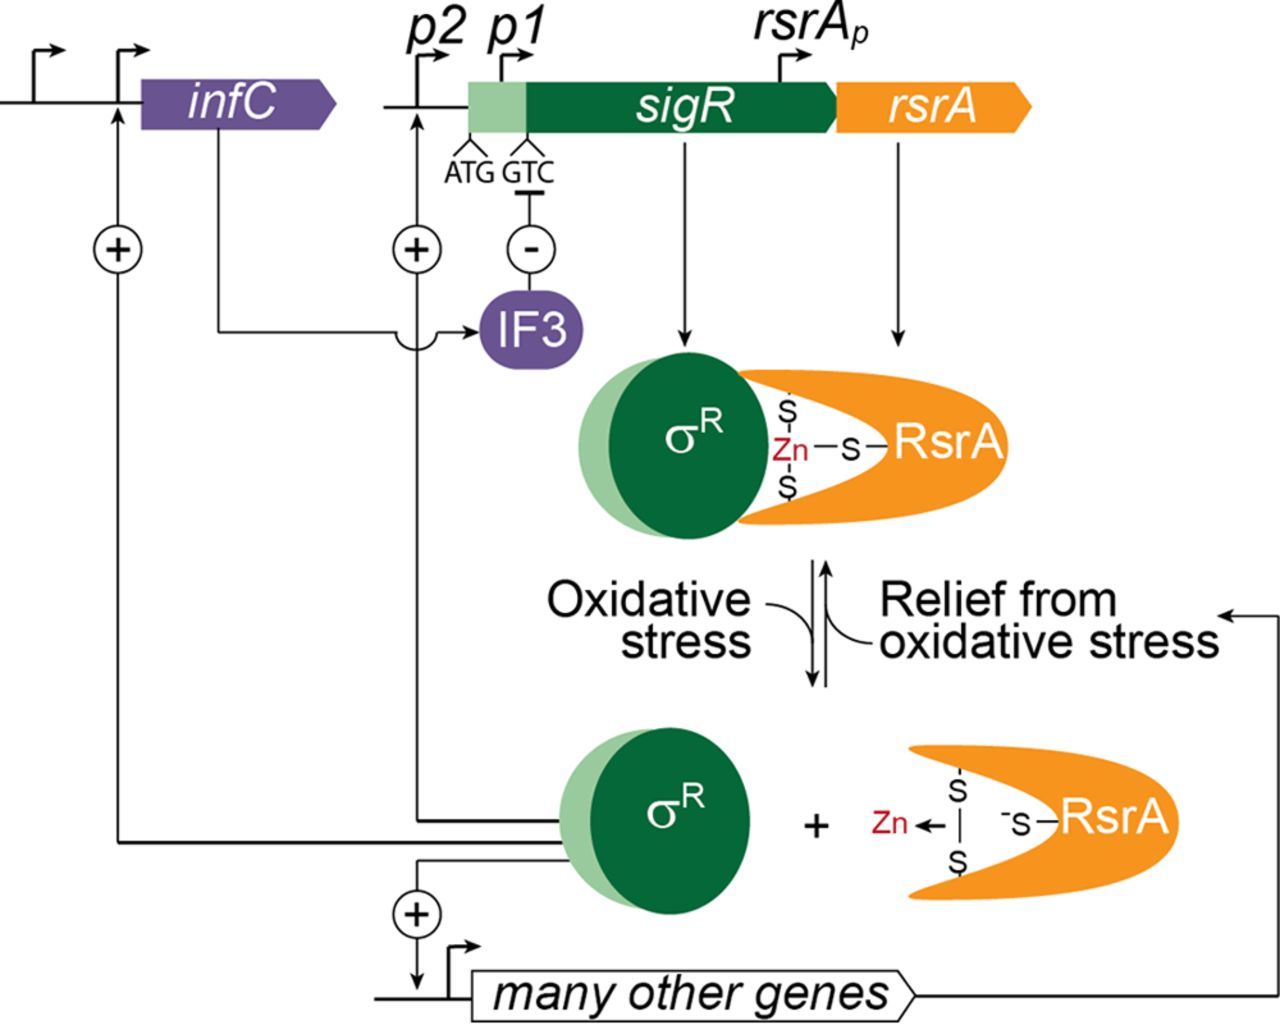 p2 p1 rsrAp
infC sigR rsrA
ATG GTC
+ + -
IF3
σR S Zn S S RsrA
Oxidative
stress
Relief from
oxidative stress
σR + Zn S S -S RsrA
+
many other genes